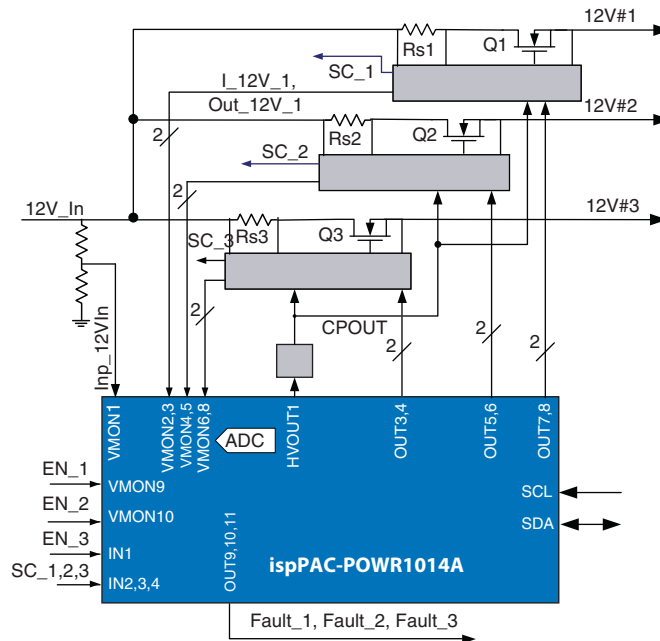 12V#1
Rs1
Q1
SC_1
I_12V_1,
Out_12V_1
12V#2
2
Rs2
Q2
SC_2
2
12V_In
12V#3
Rs3
Q3
SC_3
2
CPOUT
2
2
2
Inp_12VIn
VMON1
VMON2,3
VMON4,5
VMON6,8
ADC
HVOUT1
OUT3,4
OUT5,6
OUT7,8
EN_1
VMON9
SCL
EN_2
VMON10
SDA
EN_3
IN1
SC_1,2,3
IN2,3,4
OUT9,10,11
ispPAC-POWR1014A
Fault_1, Fault_2, Fault_3